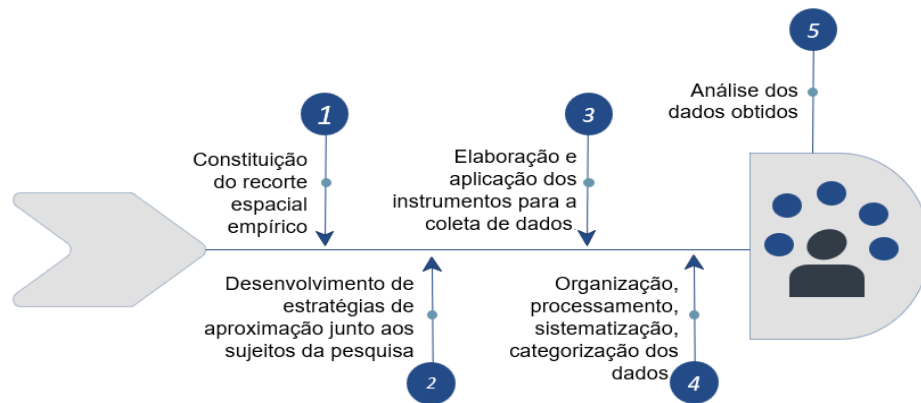 1
Constituição
do recorte
espacial
empírico
2
Desenvolvimento de
estratégias de
aproximação junto aos
sujeitos da pesquisa
3
Elaboração e
aplicação dos
instrumentos para a
coleta de dados
4
Organização,
processamento,
sistematização,
categorização dos
dados
5
Análise dos
dados obtidos